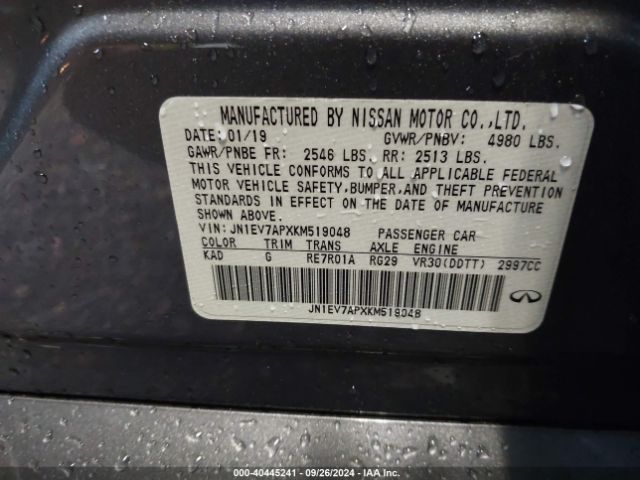 MANUFACTURED BY NISSAN MOTOR CO.,LTD.
DATE:01/19 GVWR/PNBV: 4980 LBS.
GAWR/PNBE FR: 2546 LBS. RR: 2513 LBS.
THIS VEHICLE CONFORMS TO ALL APPLICABLE FEDERAL
MOTOR VEHICLE SAFETY,BUMPER,AND THEFT PREVENTION
STANDARDS IN EFFECT ON THE DATE OF MANUFACTURE
SHOWN ABOVE.
VIN: JN1EV7APXKM519048 PASSENGER CAR
COLOR TRIM TRANS AXLE ENGINE
KAD G RE7R01A RG29 VR30(DDTT) 2997CC
JN1EV7APXKM519048
000-40445241 - 09/26/2024 - IAA Inc.